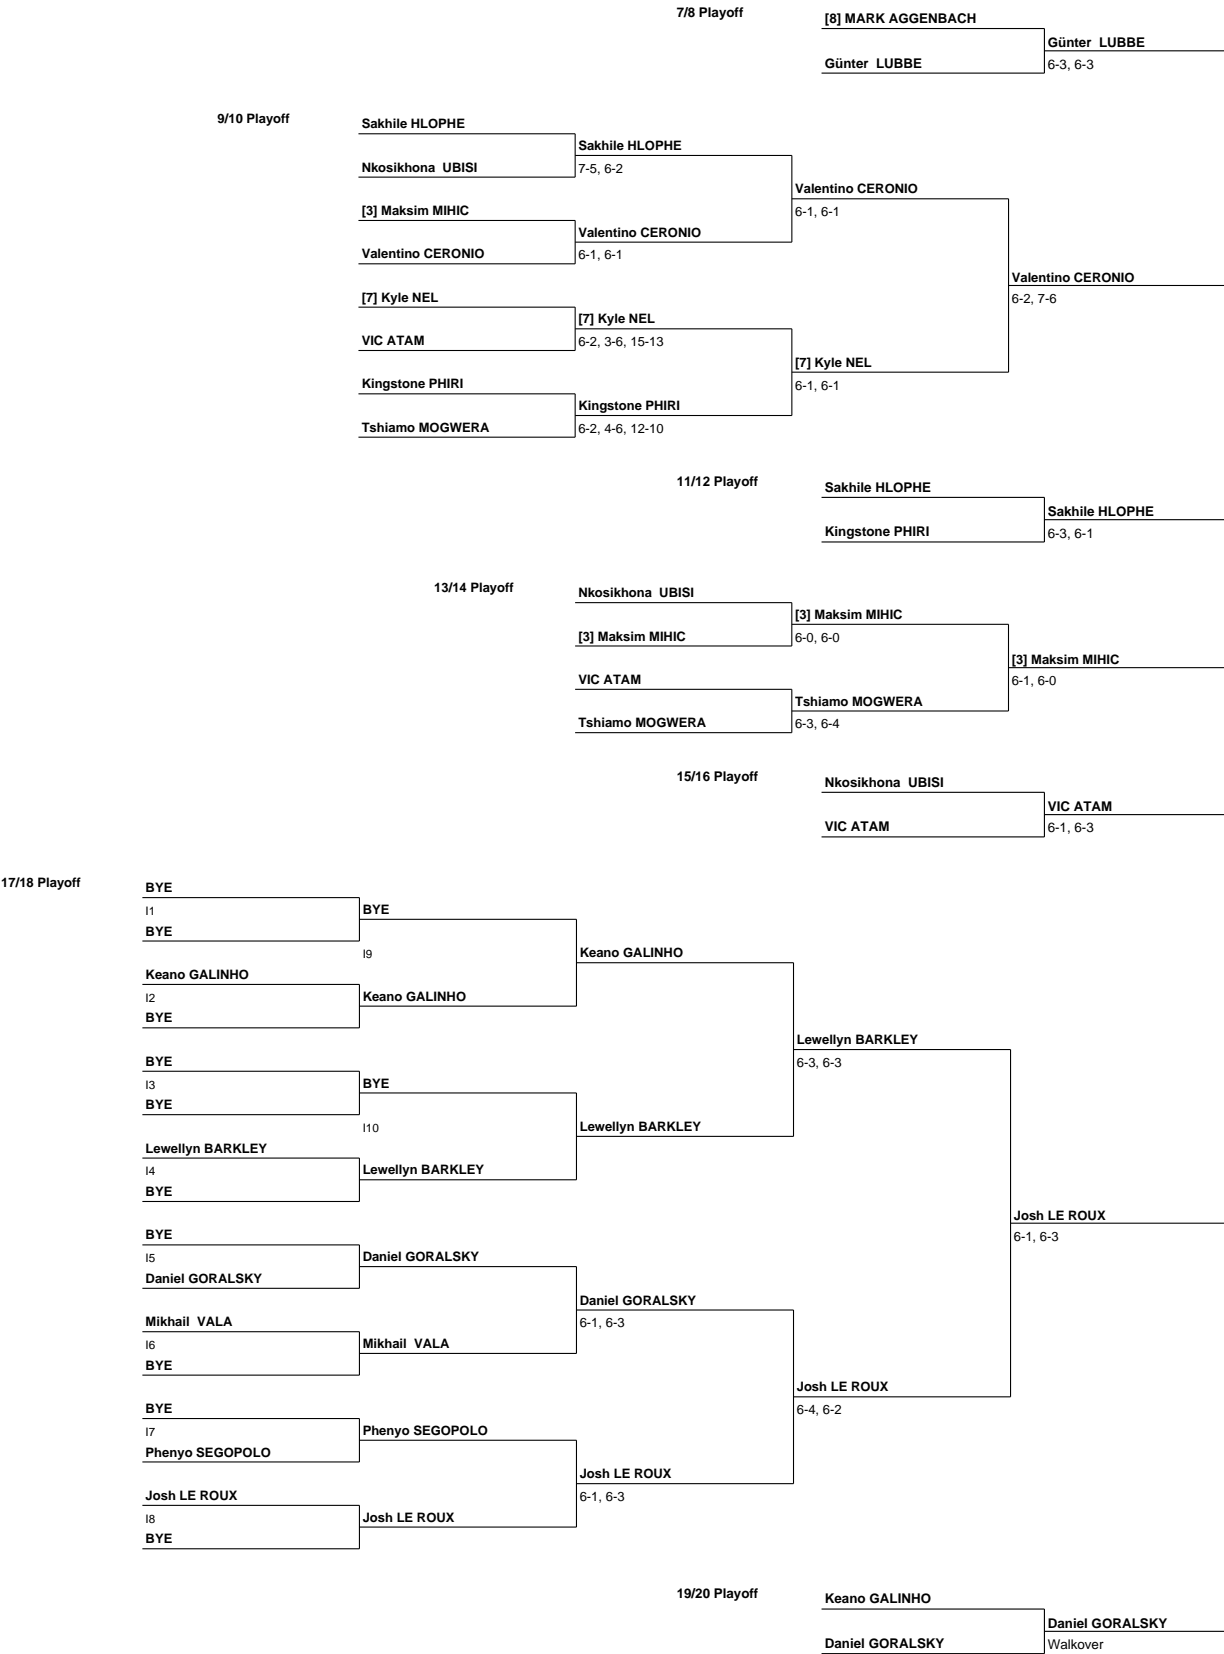 7/8 Playoff
[8] MARK AGGENBACH
Günter  LUBBE
Günter  LUBBE
6-3, 6-3
9/10 Playoff
Sakhile HLOPHE
Sakhile HLOPHE
Nkosikhona  UBISI
7-5, 6-2
Valentino CERONIO
[3] Maksim MIHIC
6-1, 6-1
Valentino CERONIO
Valentino CERONIO
6-1, 6-1
Valentino CERONIO
[7] Kyle NEL
6-2, 7-6
[7] Kyle NEL
VIC ATAM
6-2, 3-6, 15-13
[7] Kyle NEL
Kingstone PHIRI
6-1, 6-1
Kingstone PHIRI
Tshiamo MOGWERA
6-2, 4-6, 12-10
11/12 Playoff
Sakhile HLOPHE
Sakhile HLOPHE
Kingstone PHIRI
6-3, 6-1
13/14 Playoff
Nkosikhona  UBISI
[3] Maksim MIHIC
[3] Maksim MIHIC
6-0, 6-0
[3] Maksim MIHIC
VIC ATAM
6-1, 6-0
Tshiamo MOGWERA
Tshiamo MOGWERA
6-3, 6-4
15/16 Playoff
Nkosikhona  UBISI
VIC ATAM
VIC ATAM
6-1, 6-3
17/18 Playoff
BYE
I1
BYE
BYE
I9
Keano GALINHO
Keano GALINHO
I2
Keano GALINHO
BYE
Lewellyn BARKLEY
BYE
6-3, 6-3
I3
BYE
BYE
I10
Lewellyn BARKLEY
Lewellyn BARKLEY
I4
Lewellyn BARKLEY
BYE
Josh LE ROUX
BYE
6-1, 6-3
I5
Daniel GORALSKY
Daniel GORALSKY
Daniel GORALSKY
Mikhail  VALA
6-1, 6-3
I6
Mikhail  VALA
BYE
Josh LE ROUX
BYE
6-4, 6-2
I7
Phenyo SEGOPOLO
Phenyo SEGOPOLO
Josh LE ROUX
Josh LE ROUX
6-1, 6-3
I8
Josh LE ROUX
BYE
19/20 Playoff
Keano GALINHO
Daniel GORALSKY
Daniel GORALSKY
Walkover